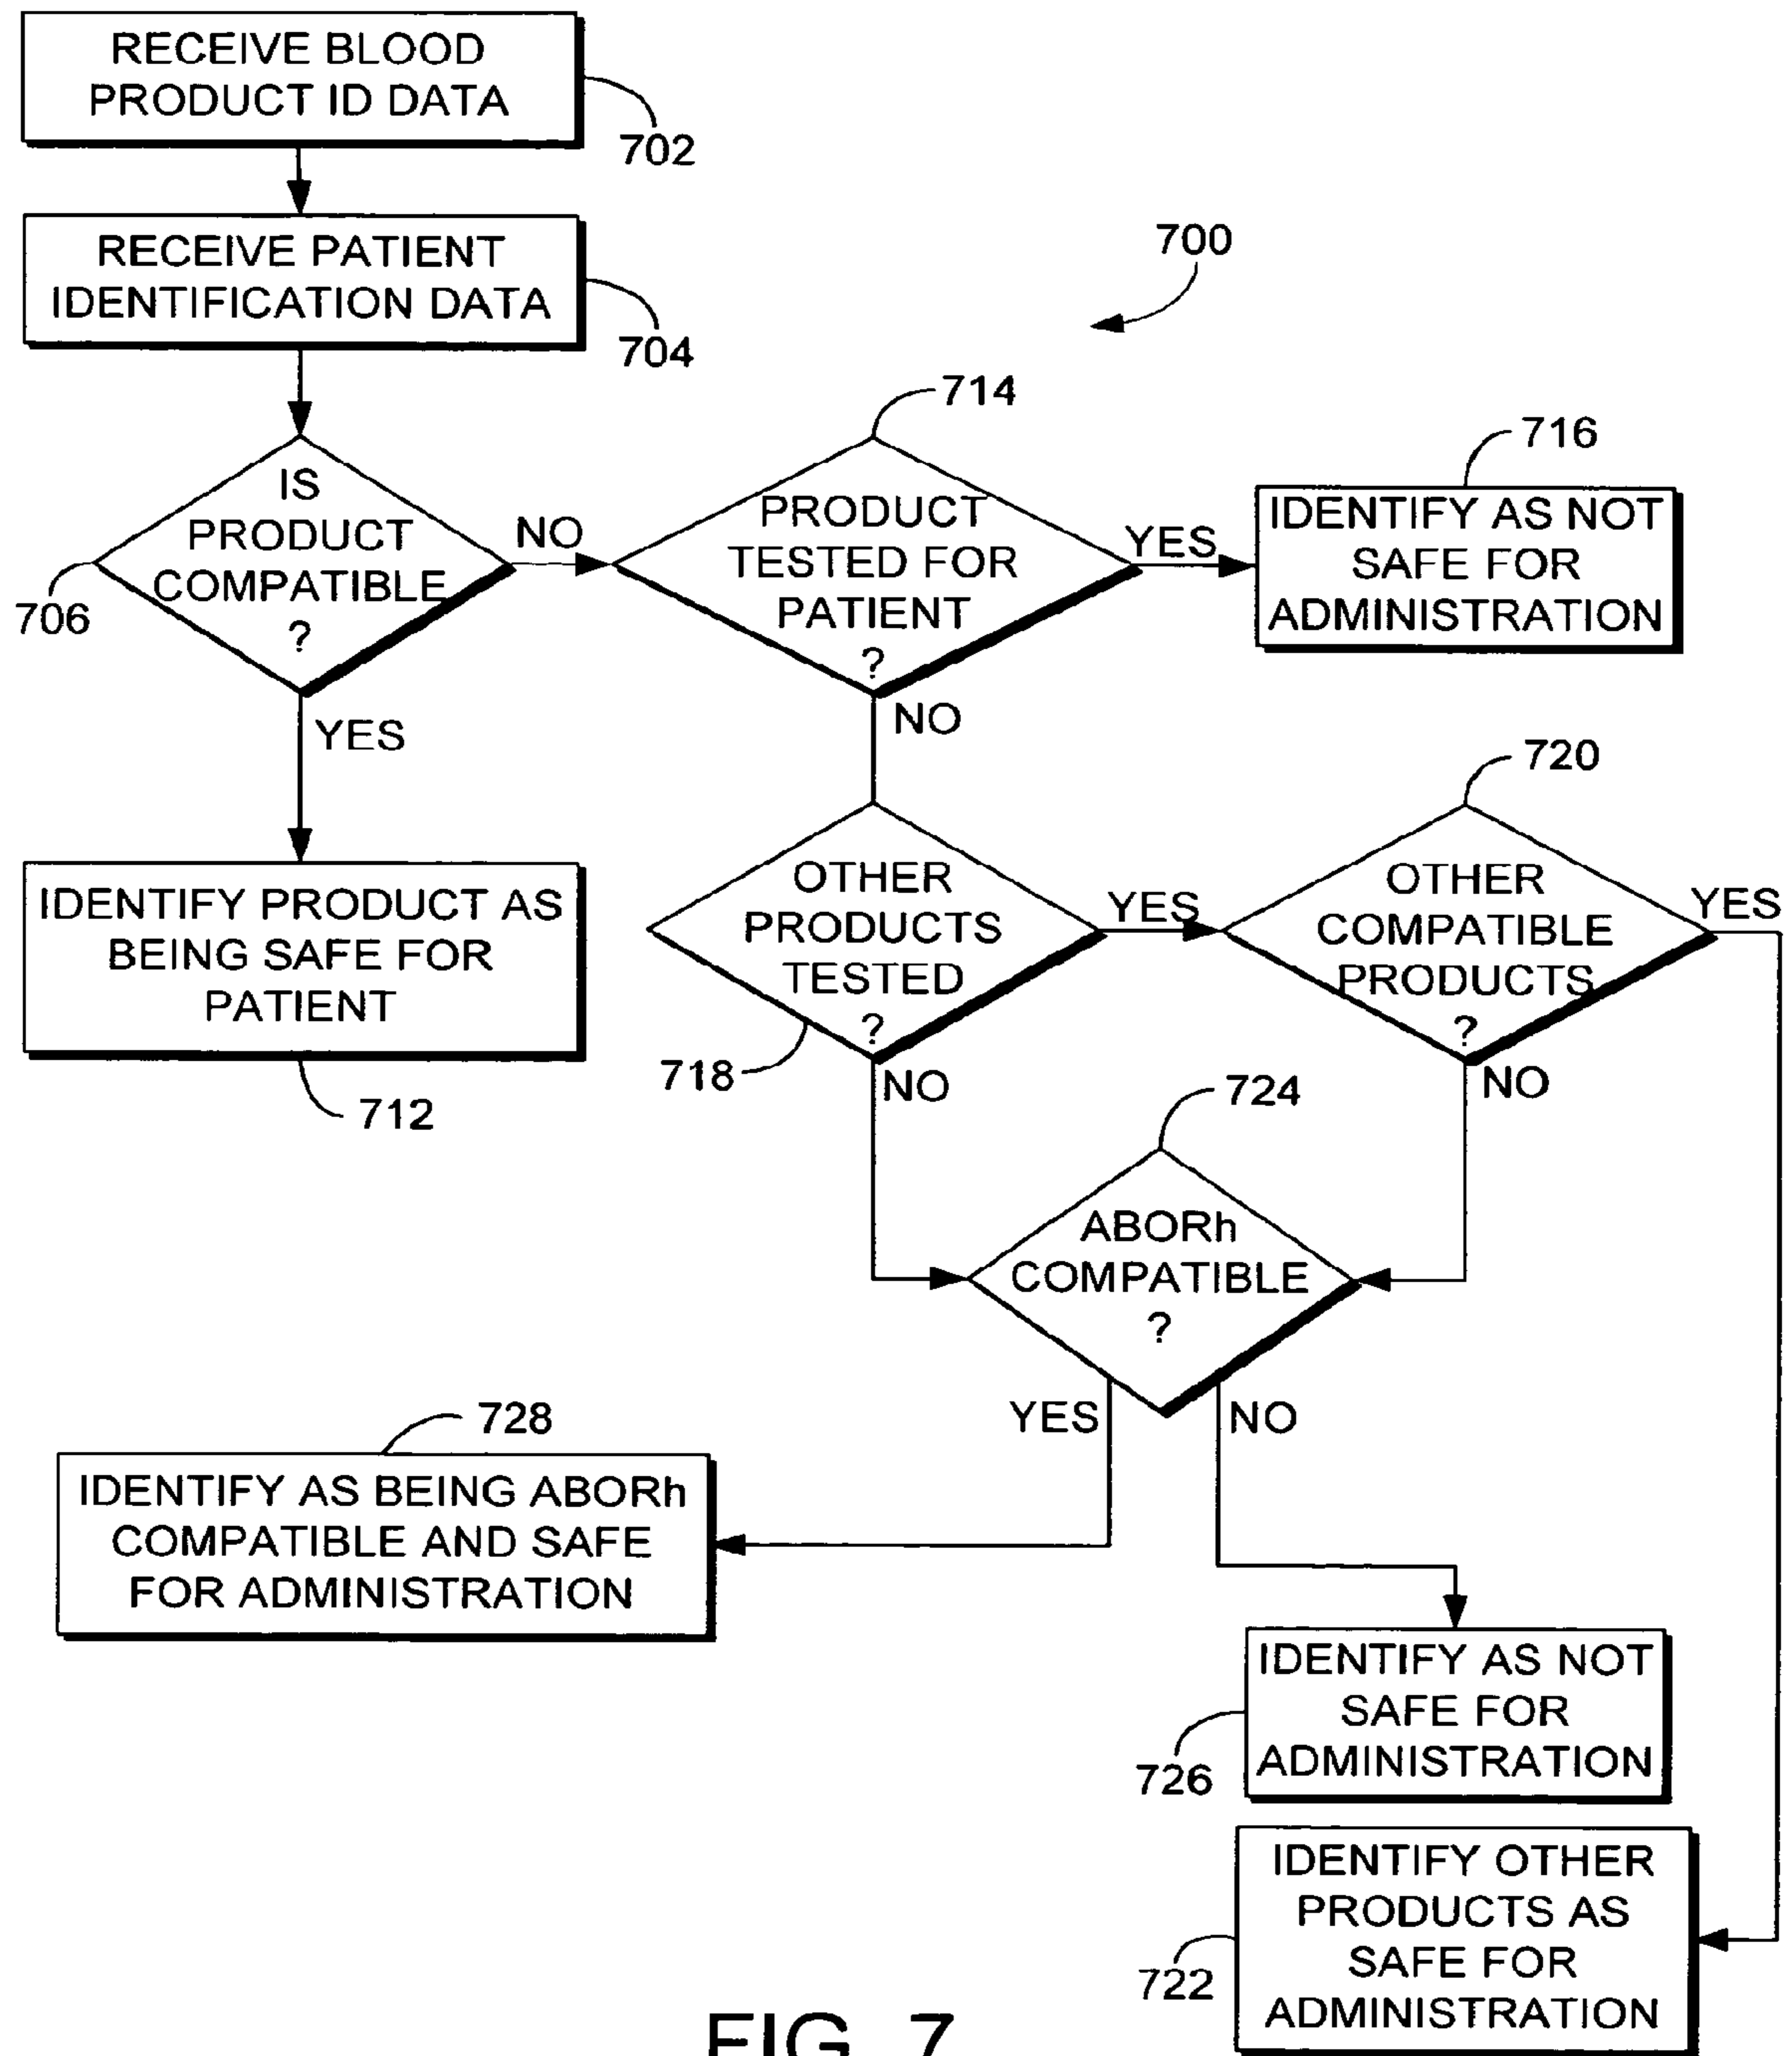 RECEIVE BLOOD
PRODUCT ID DATA
702
RECEIVE PATIENT
IDENTIFICATION DATA
704
700
714
716
IS
PRODUCT
COMPATIBLE
?
706
NO
PRODUCT
TESTED FOR
PATIENT
?
YES
IDENTIFY AS NOT
SAFE FOR
ADMINISTRATION
YES
NO
720
IDENTIFY PRODUCT AS
BEING SAFE FOR
PATIENT
712
OTHER
PRODUCTS
TESTED
?
718
YES
OTHER
COMPATIBLE
PRODUCTS
?
YES
NO
NO
724
ABORh
COMPATIBLE
?
YES
NO
728
IDENTIFY AS BEING ABORh
COMPATIBLE AND SAFE
FOR ADMINISTRATION
IDENTIFY AS NOT
SAFE FOR
ADMINISTRATION
726
IDENTIFY OTHER
PRODUCTS AS
SAFE FOR
ADMINISTRATION
722
FIG. 7